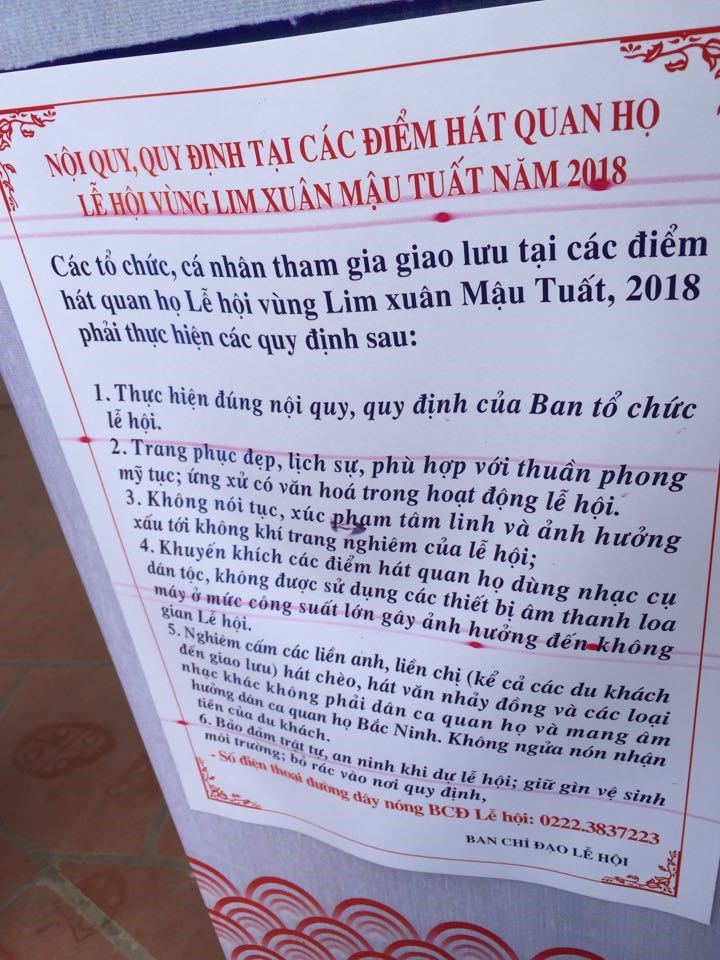 NỘI QUY, QUY ĐỊNH TẠI CÁC ĐIỂM HÁT QUAN HỌ
LỄ HỘI VÙNG LIM XUÂN MẬU TUẤT NĂM 2018
Các tổ chức, cá nhân tham gia giao lưu tại các điểm
hát quan họ Lễ hội vùng Lim xuân Mậu Tuất, 2018
phải thực hiện các quy định sau:
1. Thực hiện đúng nội quy, quy định của Ban tổ chức
lễ hội.
2. Trang phục đẹp, lịch sự, phù hợp với thuần phong
mỹ tục; ứng xử có văn hoá trong hoạt động lễ hội.
3. Không nói tục, xúc phạm tâm linh và ảnh hưởng
xấu tới không khí trang nghiêm của lễ hội;
4. Khuyến khích các điểm hát quan họ dùng nhạc cụ
dân tộc, không được sử dụng các thiết bị âm thanh loa
máy ở mức công suất lớn gây ảnh hưởng đến không
gian Lễ hội.
5. Nghiêm cấm các liền anh, liền chị (kể cả các du khách
đến giao lưu) hát chèo, hát văn nhảy đồng và các loại
nhạc khác không phải dân ca quan họ và mang âm
hưởng dân ca quan họ Bắc Ninh. Không ngửa nón nhận
tiền của du khách.
6. Bảo đảm trật tự, an ninh khi dự lễ hội; giữ gìn vệ sinh
môi trường; bỏ rác vào nơi quy định,
- Số điện thoại đường dây nóng BCĐ Lễ hội: 0222.3837223
BAN CHỈ ĐẠO LỄ HỘI